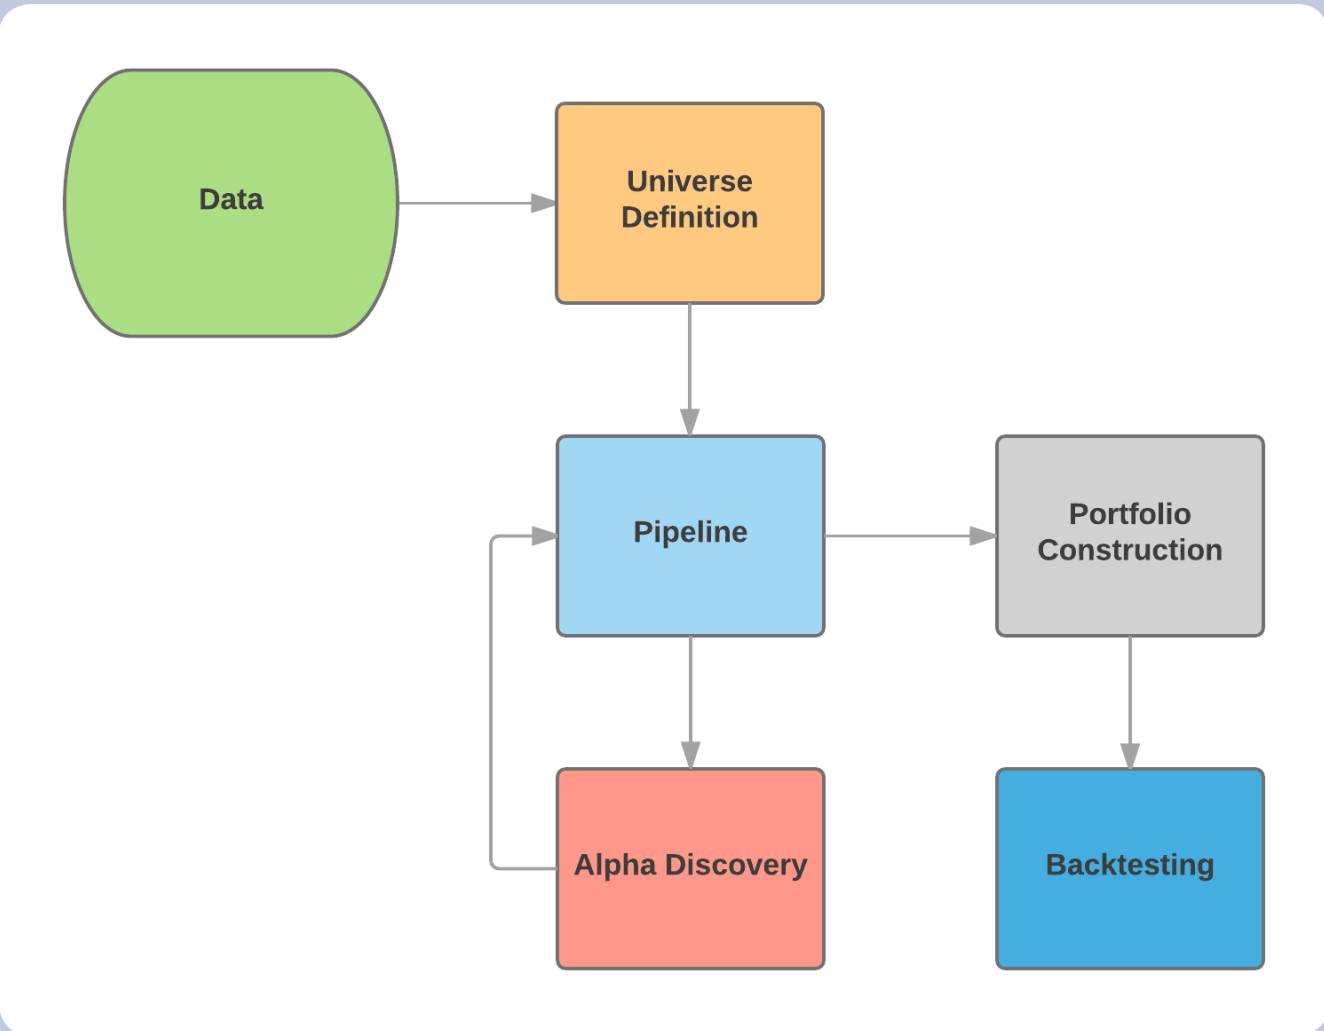 Data
Universe
Definition
Pipeline
Portfolio
Construction
Alpha Discovery
Backtesting